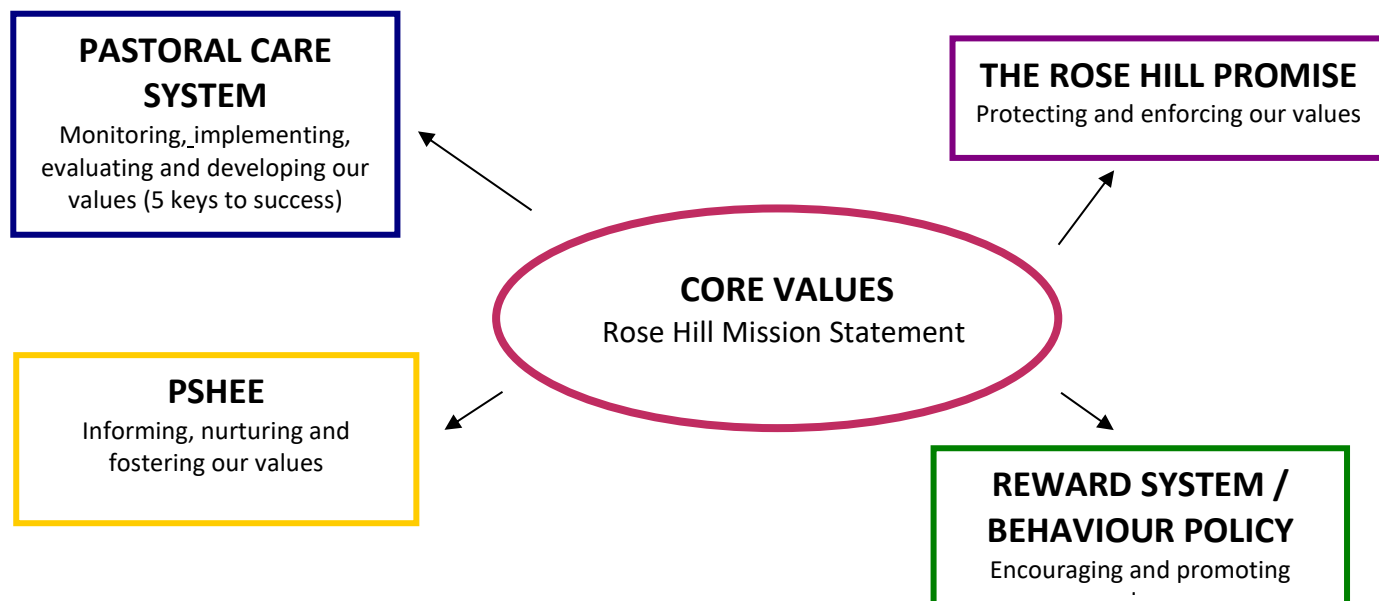 PASTORAL CARE
SYSTEM
Monitoring, implementing,
evaluating and developing our
values (5 keys to success)
THE ROSE HILL PROMISE
Protecting and enforcing our values
CORE VALUES
Rose Hill Mission Statement
PSHEE
Informing, nurturing and
fostering our values
REWARD SYSTEM /
BEHAVIOUR POLICY
Encouraging and promoting